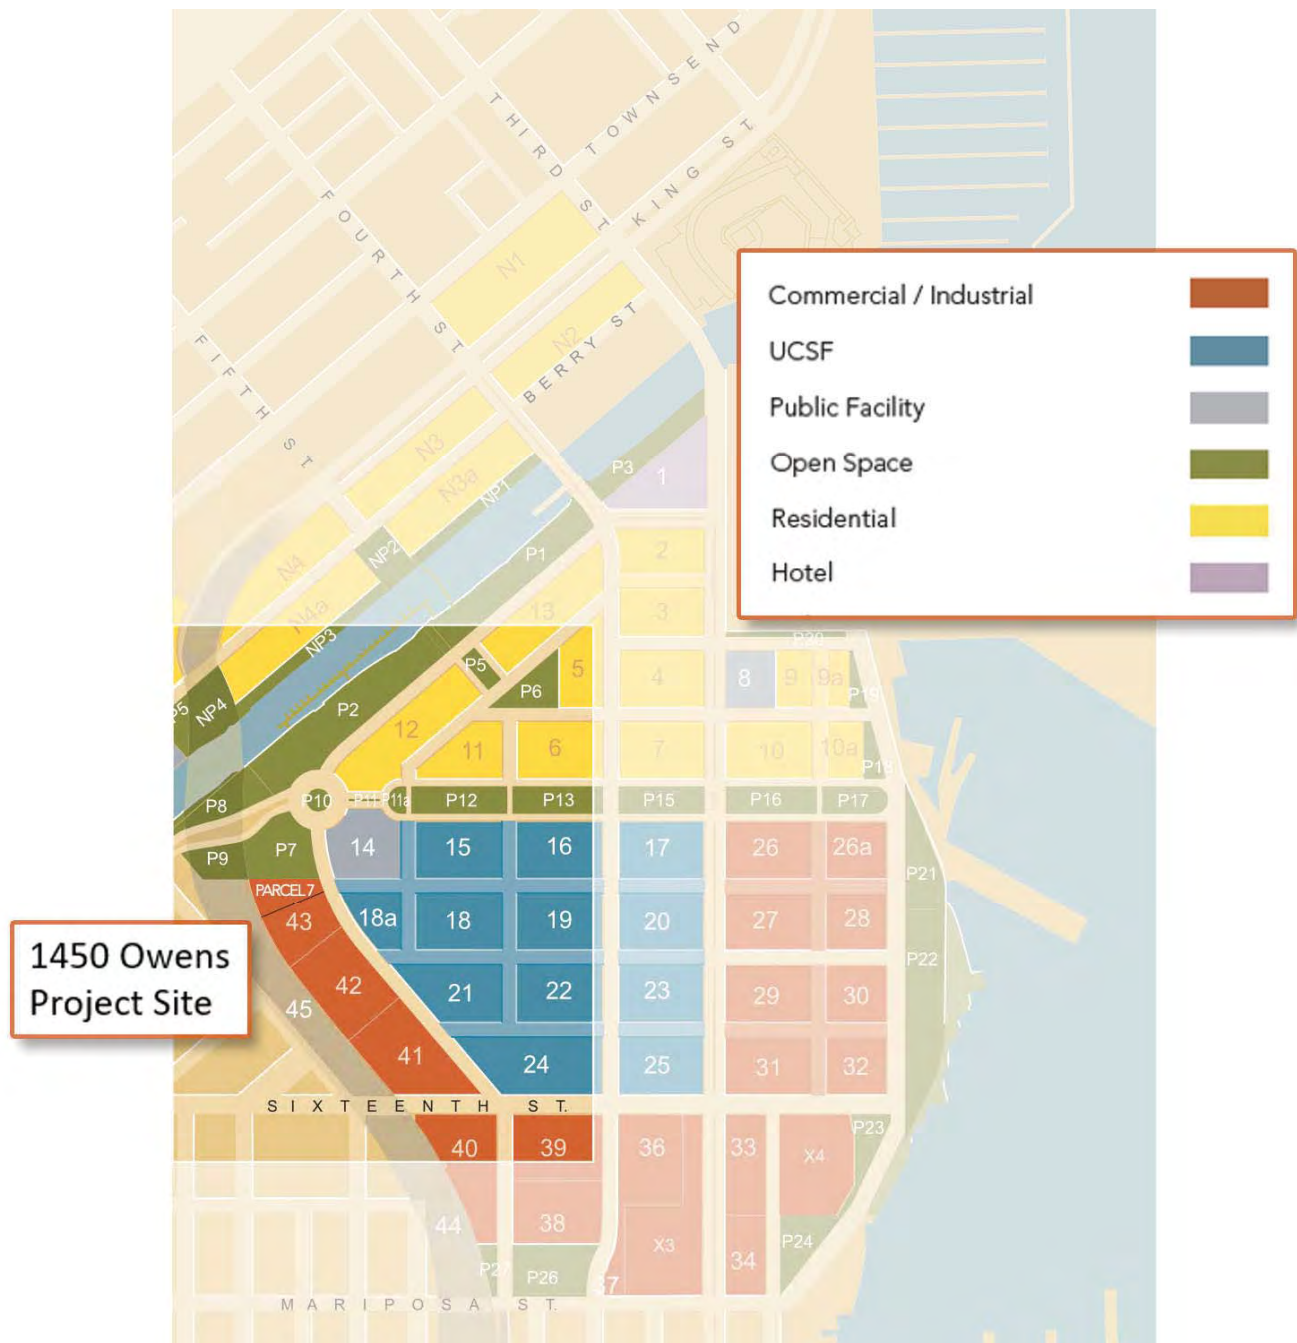 TOWNSEND
THIRD ST.
KING ST.
FOURTH ST.
N1
N2
BERRY ST
FIFTH ST.
N3
N3a
NP1
P3
1
Commercial / Industrial
UCSF
Public Facility
Open Space
Residential
Hotel
N4
NP2
P1
2
N4a
NP3
13
3
P20
P5
NP4
P2
P5
P6
5
4
8
9
9a
P19
12
11
6
7
10
10a
P18
P8
P10
P11
P11a
P12
P13
P15
P16
P17
P9
P7
14
15
16
17
26
26a
P21
PARCEL 7
43
18a
18
19
20
27
28
1450 Owens
Project Site
45
42
21
22
23
29
30
P22
41
24
25
31
32
SIXTEENTH ST.
40
39
36
33
X4
P23
44
38
X3
34
P24
P27
P26
37
MARIPOSA ST.